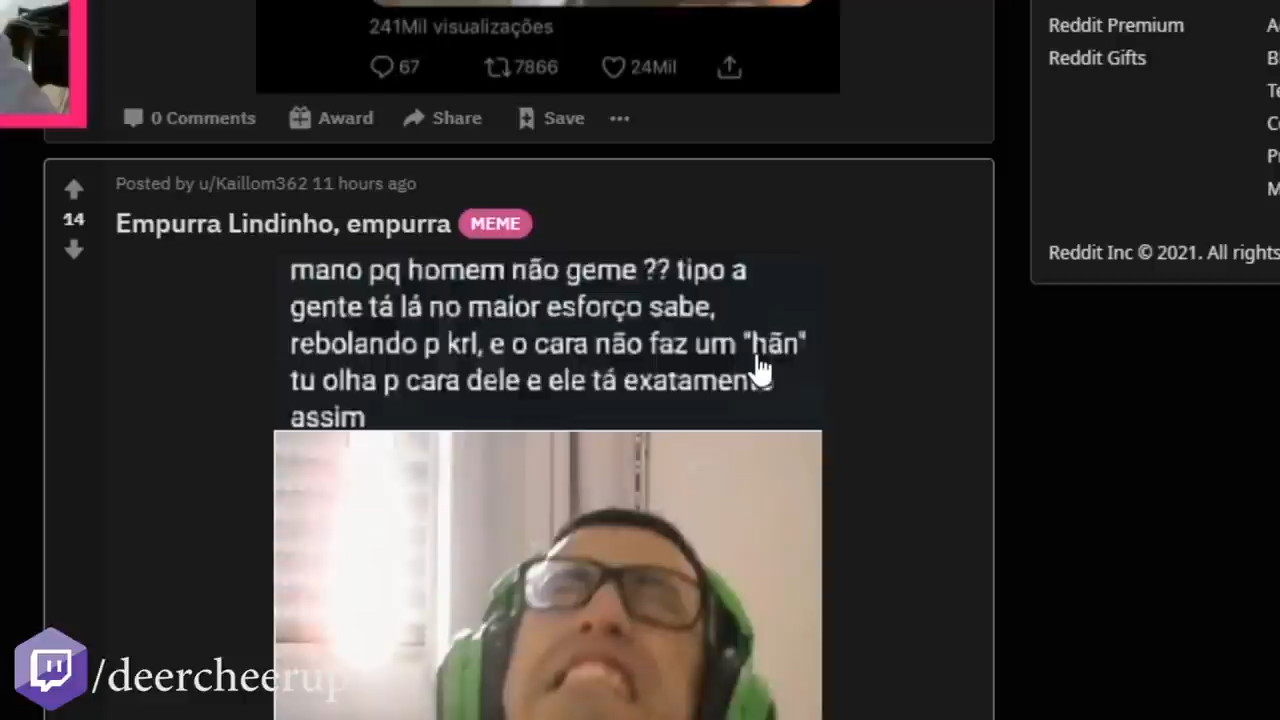 241Mil visualizações
67 7866 24Mil
0 Comments Award Share Save
Posted by u/Kaillom362 11 hours ago
14
Empurra Lindinho, empurra MEME
mano pq homem não geme ?? tipo a
gente tá lá no maior esforço sabe,
rebolando p krl, e o cara não faz um "hãn"
tu olha p cara dele e ele tá exatamente
assim
/deercheerup
Reddit Premium
Reddit Gifts
Reddit Inc © 2021. All rights